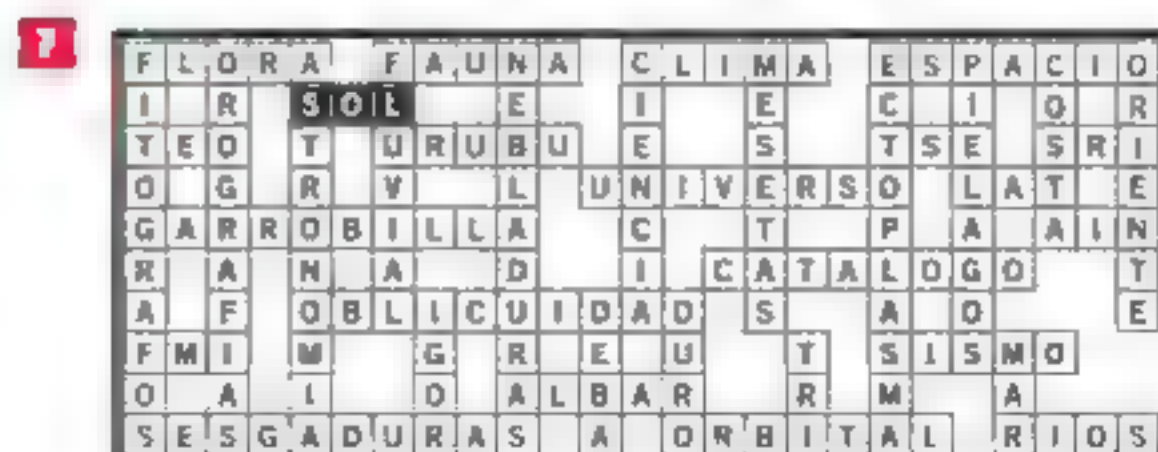 7
F L O R A F A U N A C L I M A E S P A C I O
I R S O L E I E C I O R
T E O T U R U B U E S T S E S R I
O G R V L U N I V E R S O L A T E
G A R R O B I L L A C T P A A I N
R A N A D I C A T A L O G O T
A F O B L I C U I D A D S A O E
F M I M G R E U T S I S M O
O A I O A L B A R R M A
S E S G A D U R A S A O R B I T A L R I O S